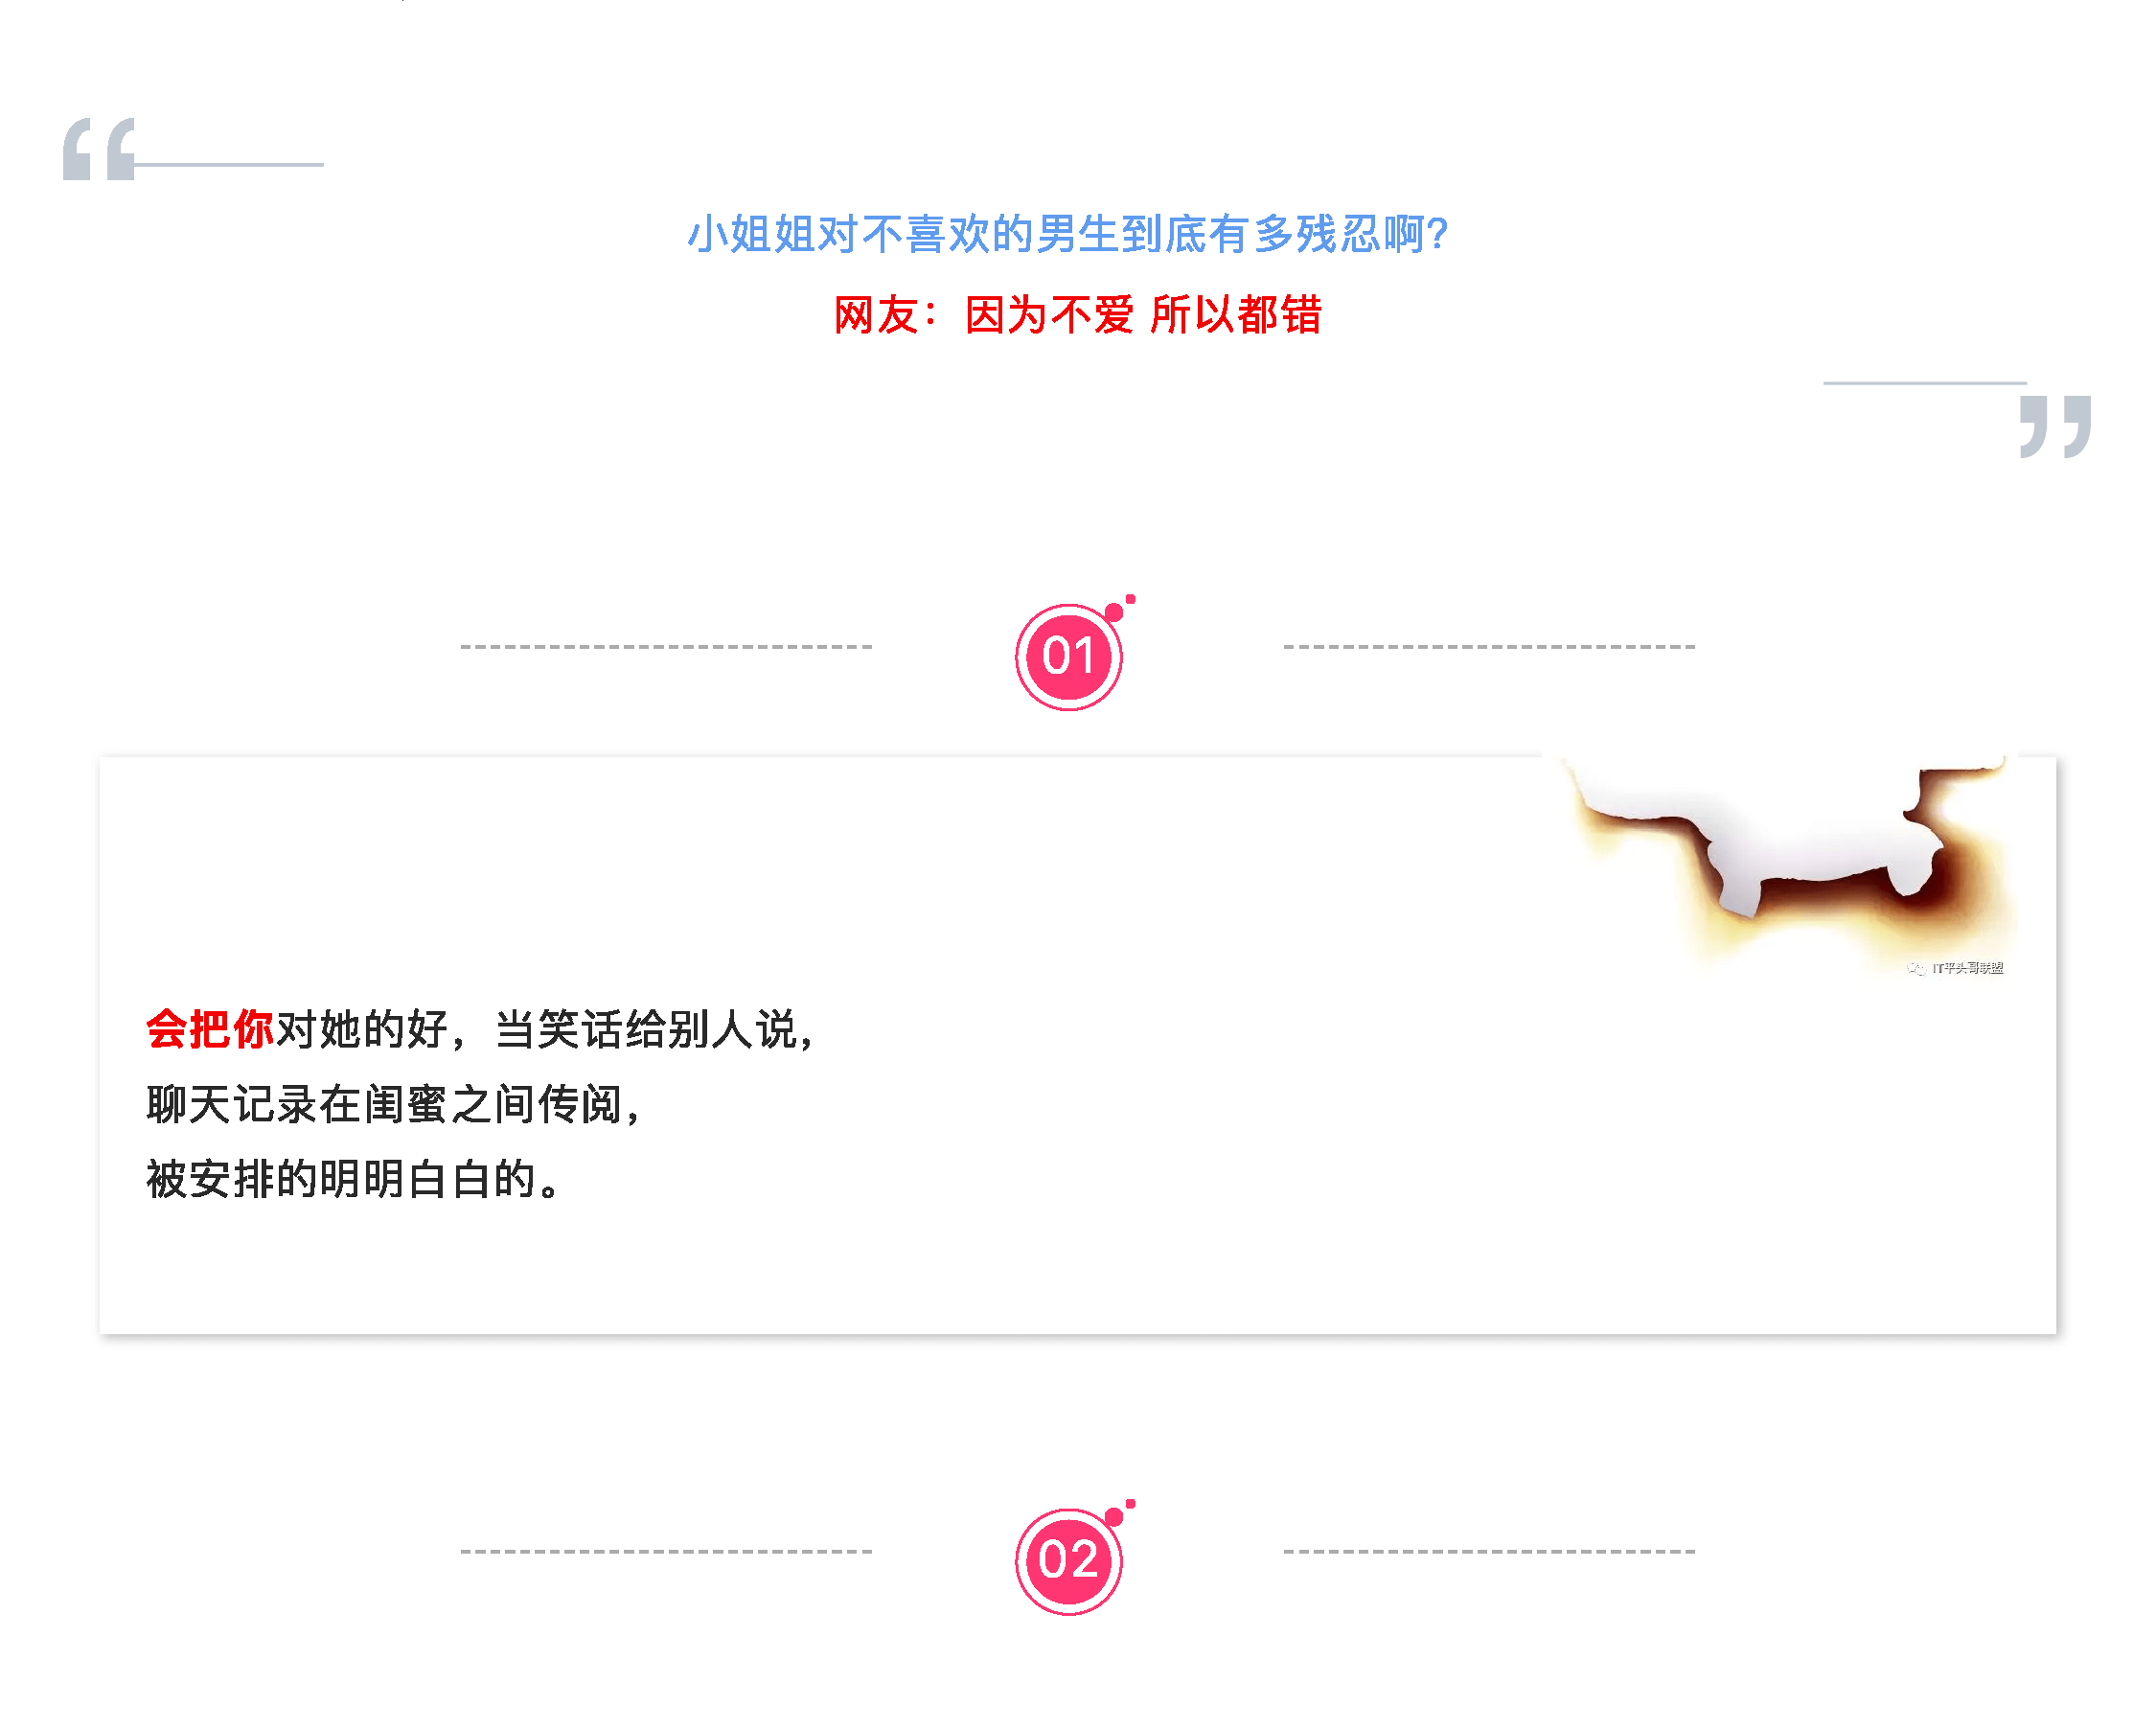 小姐姐对不喜欢的男生到底有多残忍啊?
网友：因为不爱 所以都错
01
IT平头哥联盟
会把你对她的好，当笑话给别人说，
聊天记录在闺蜜之间传阅，
被安排的明明白白的。
02